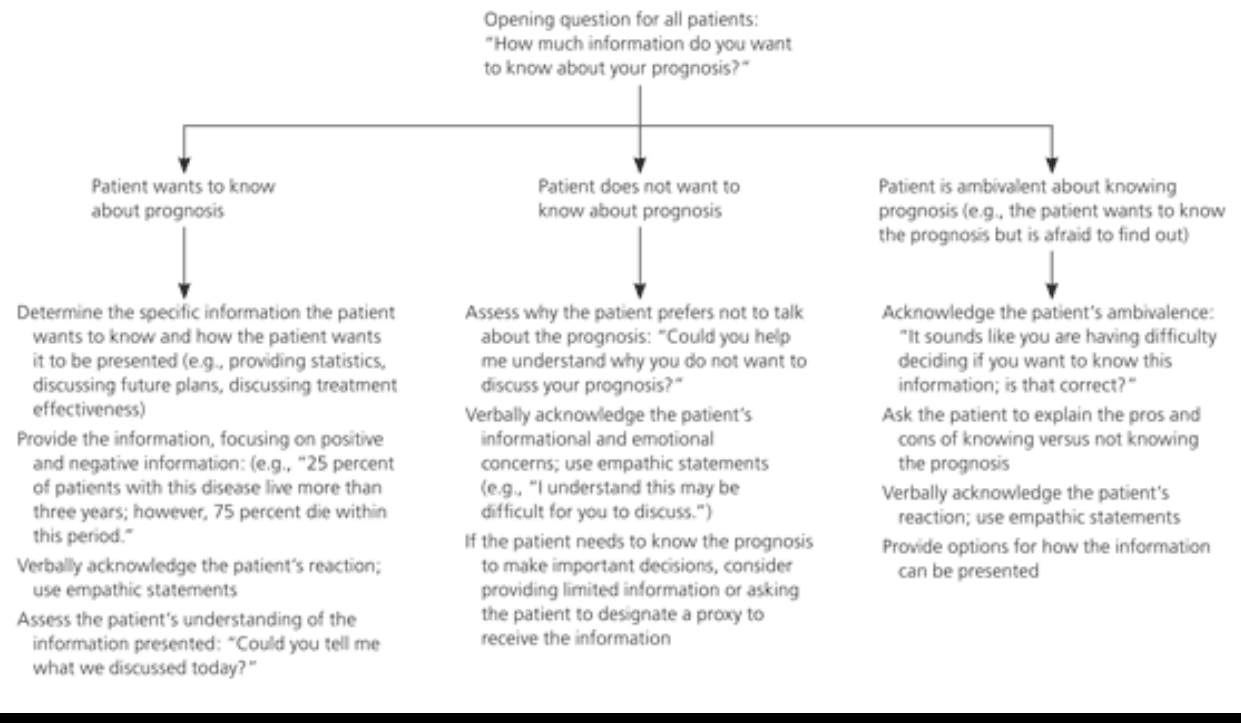 Opening question for all patients:
“How much information do you want
to know about your prognosis?”
Patient wants to know
about prognosis
Determine the specific information the patient
wants to know and how the patient wants
it to be presented (e.g., providing statistics,
discussing future plans, discussing treatment
effectiveness)
Provide the information, focusing on positive
and negative information: (e.g., “25 percent
of patients with this disease live more than
three years; however, 75 percent die within
this period.”
Verbally acknowledge the patient’s reaction;
use empathic statements
Assess the patient’s understanding of the
information presented: “Could you tell me
what we discussed today?”
Patient does not want to
know about prognosis
Assess why the patient prefers not to talk
about the prognosis: “Could you help
me understand why you do not want to
discuss your prognosis?”
Verbally acknowledge the patient’s
informational and emotional
concerns; use empathic statements
(e.g., “I understand this may be
difficult for you to discuss.”)
If the patient needs to know the prognosis
to make important decisions, consider
providing limited information or asking
the patient to designate a proxy to
receive the information
Patient is ambivalent about knowing
prognosis (e.g., the patient wants to know
the prognosis but is afraid to find out)
Acknowledge the patient’s ambivalence:
“It sounds like you are having difficulty
deciding if you want to know this
information; is that correct?”
Ask the patient to explain the pros and
cons of knowing versus not knowing
the prognosis
Verbally acknowledge the patient’s
reaction; use empathic statements
Provide options for how the information
can be presented